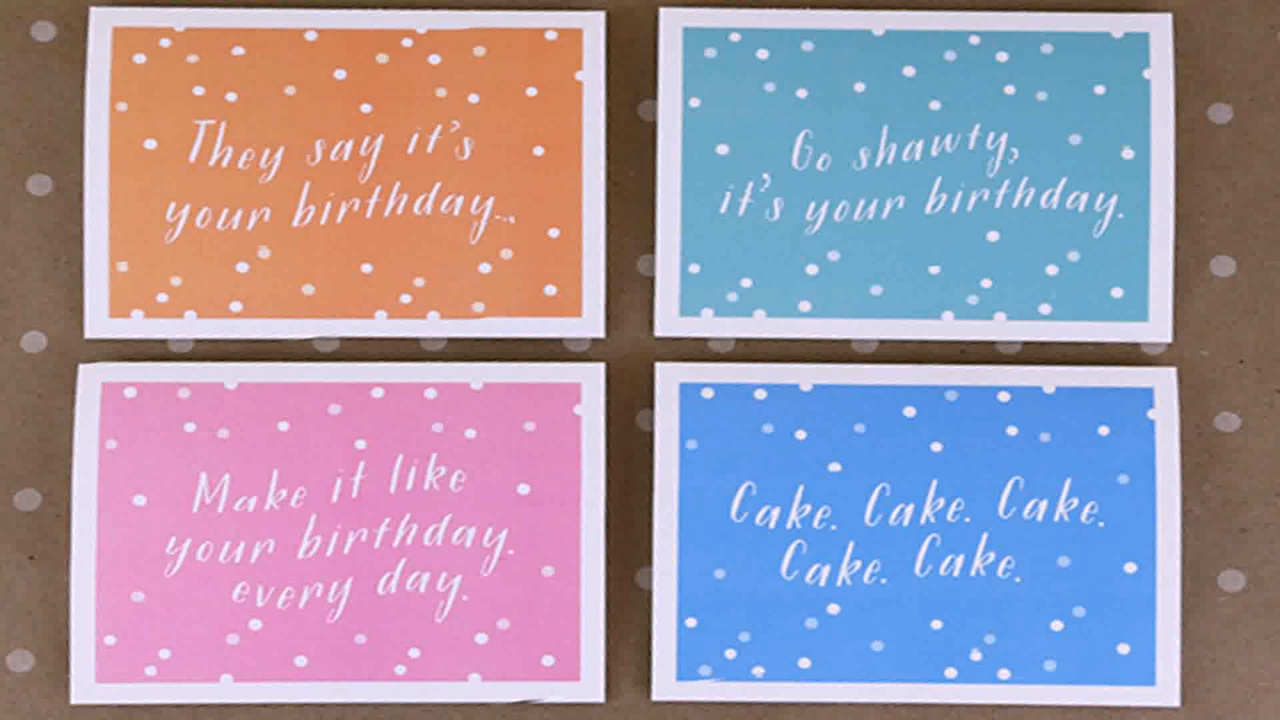 They say it's
your birthday...
Go shawty,
it's your birthday.
Make it like
your birthday.
every day.
Cake. Cake. Cake.
Cake. Cake.